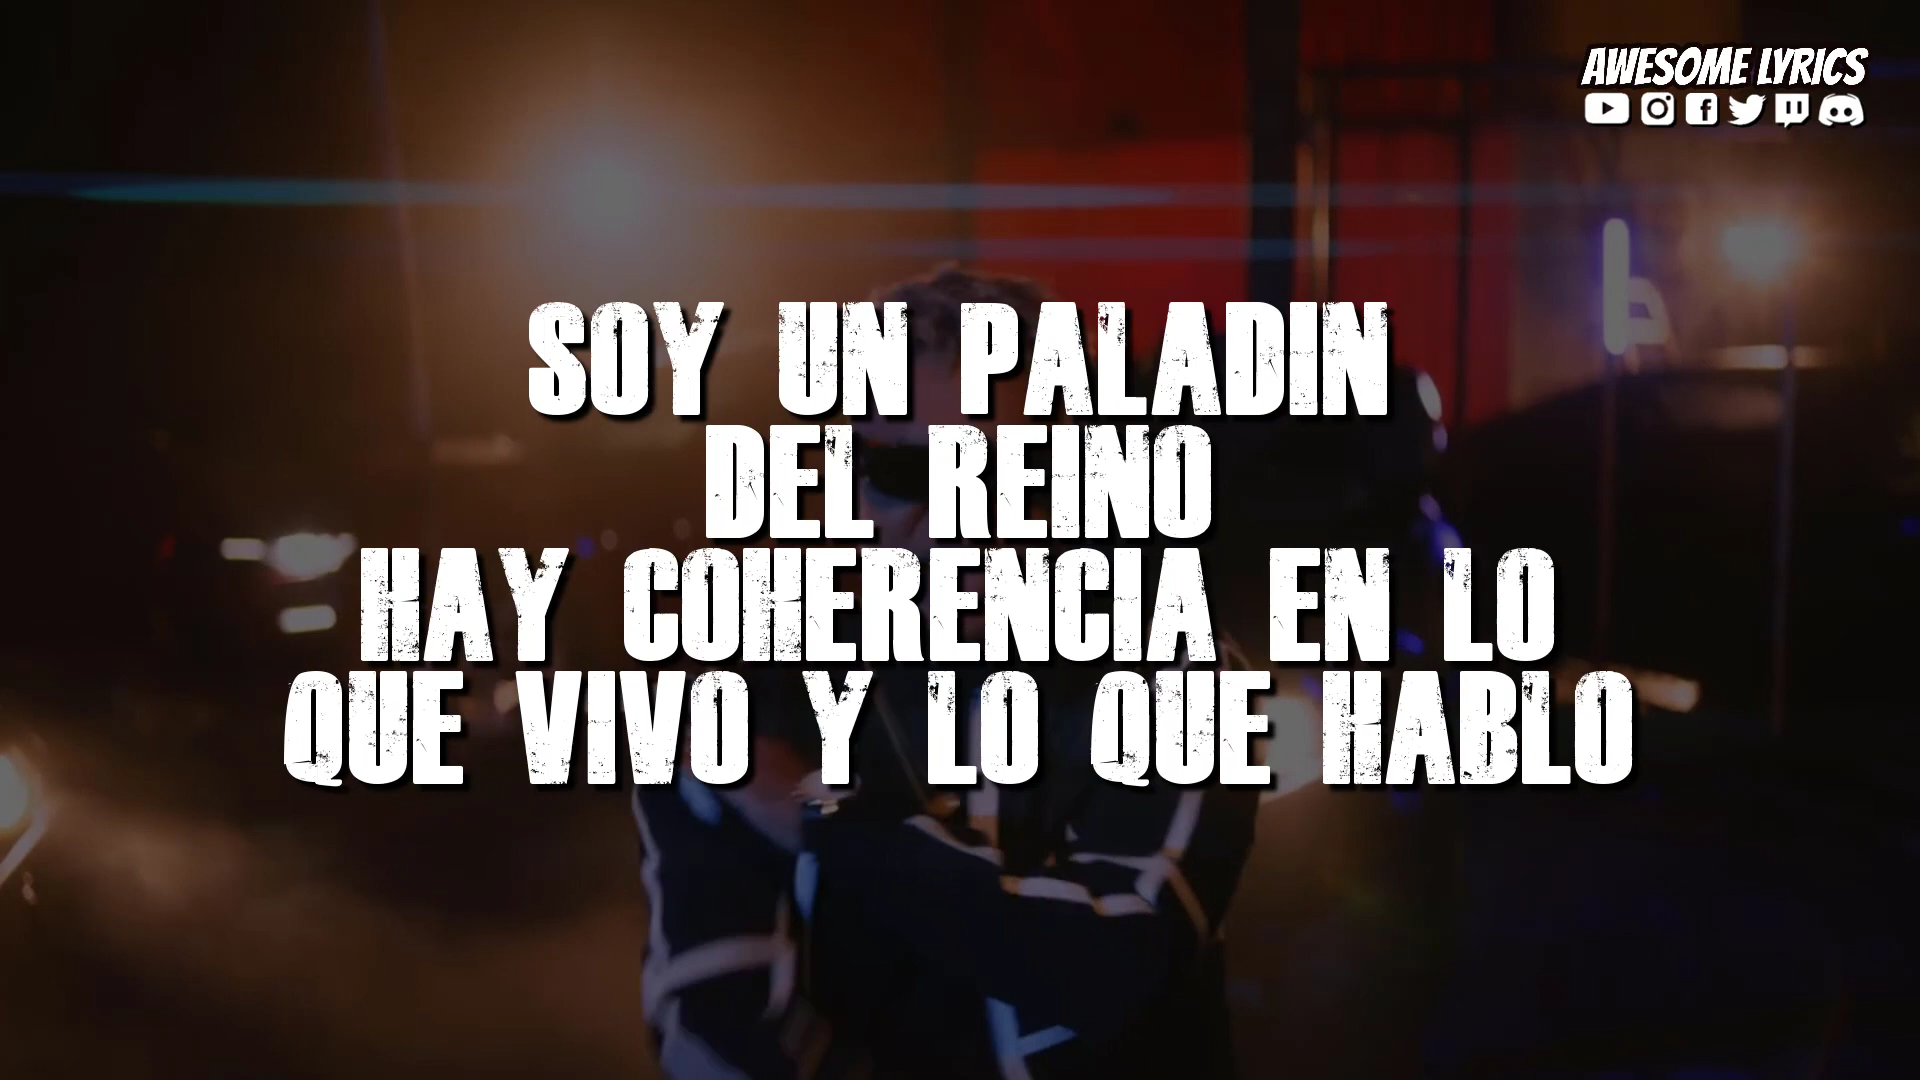 AWESOME LYRICS
SOY UN PALADIN
DEL REINO
HAY COHERENCIA EN LO
QUE VIVO Y LO QUE HABLO